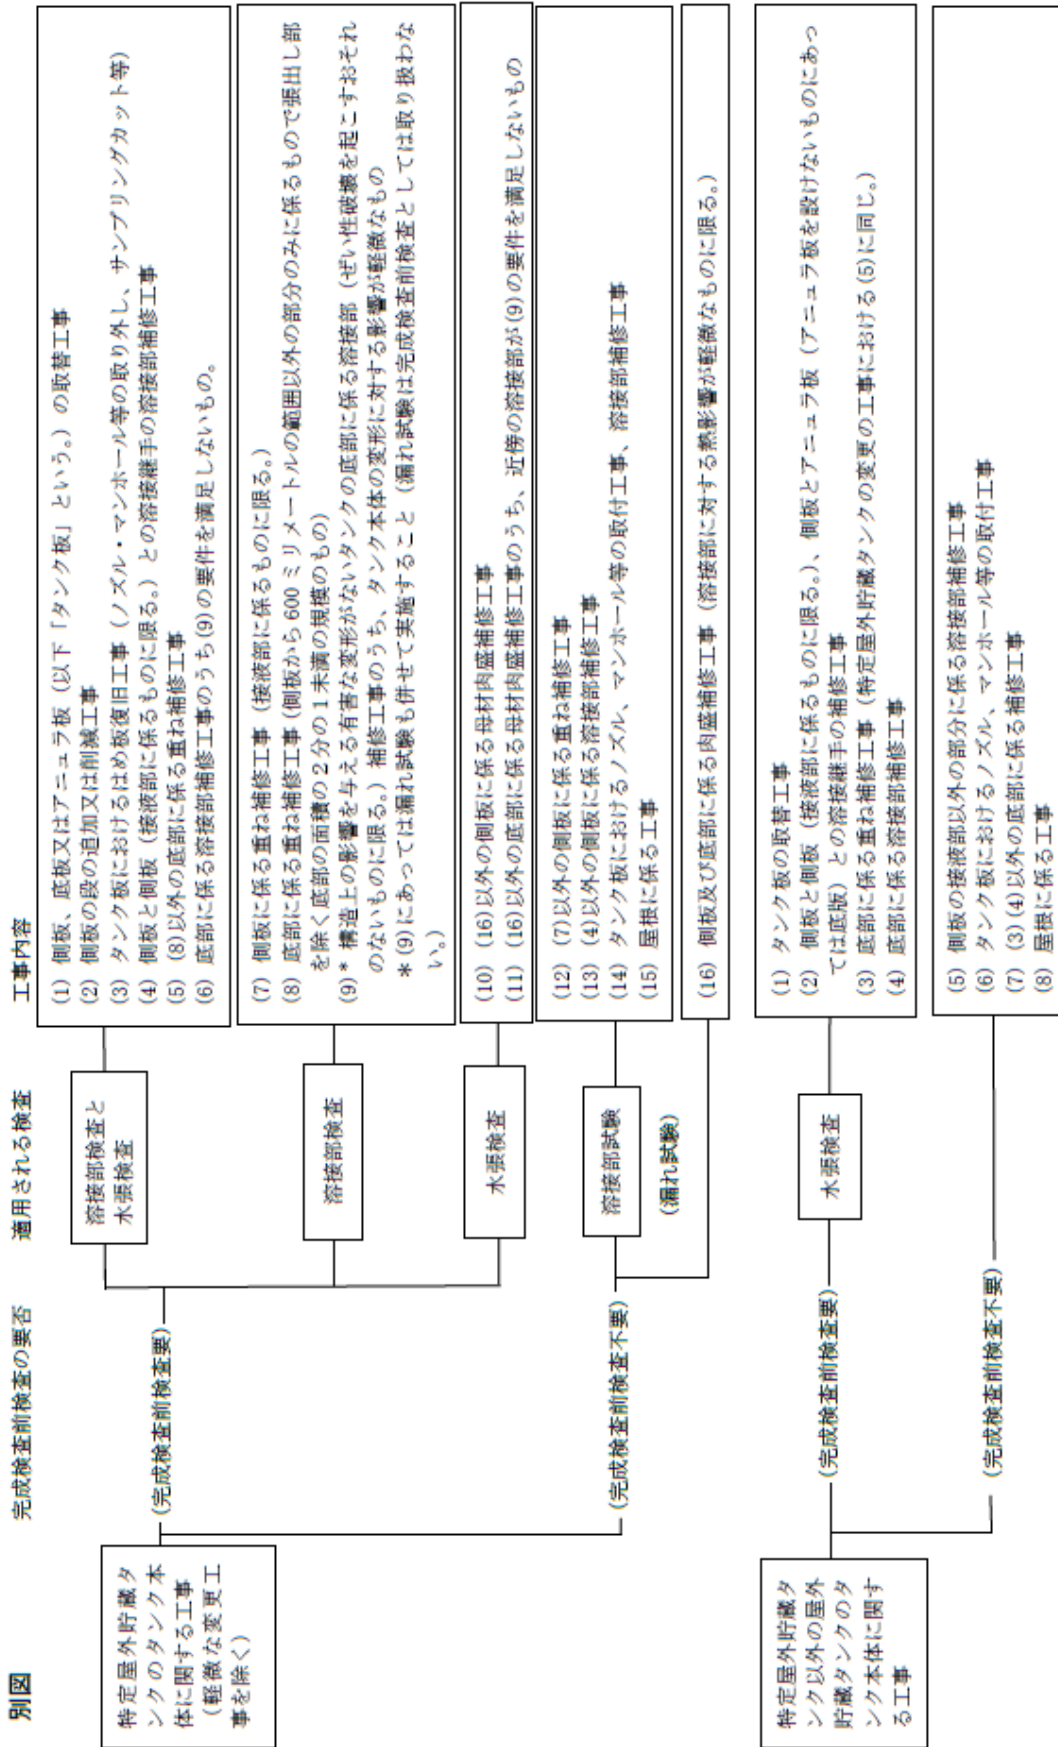 別図
完成検査前検査の要否
適用される検査
工事内容
特定屋外貯蔵タ
ンクのタンク本
体に関する工事
(軽微な変更工
事を除く)
(完成検査前検査要)
溶接部検査と
水張検査
(1) 側板、底板又はアニュラ板（以下「タンク板」という。）の取替工事
(2) 側板の段の追加又は削減工事
(3) タンク板におけるはめ板復旧工事（ノズル・マンホール等の取り外し、サンプリングカット等）
(4) 側板と側板（接液部に係るものに限る。）との溶接継手の溶接部補修工事
(5) (8)以外の底部に係る重ね補修工事
(6) 底部に係る溶接部補修工事のうち(9)の要件を満足しないもの。
溶接部検査
(7) 側板に係る重ね補修工事（接液部に係るものに限る。）
(8) 底部に係る重ね補修工事（側板から600ミリメートルの範囲以外の部分のみに係るもので張出し部
を除く底部の面積の2分の1未満の規模のもの）
(9)* 構造上の影響を与える有害な変形がないタンクの底部に係る溶接部（ぜい性破壊を起こすおそれ
のないものに限る。）補修工事のうち、タンク本体の変形に対する影響が軽微なもの
*(9)にあっては漏れ試験も併せて実施すること（漏れ試験は完成検査前検査としては取り扱わな
い。）
水張検査
(10) (16)以外の側板に係る母材肉盛補修工事
(11) (16)以外の底部に係る母材肉盛補修工事のうち、近傍の溶接部が(9)の要件を満足しないもの
(完成検査前検査不要)
溶接部試験
(漏れ試験)
(12) (7)以外の側板に係る重ね補修工事
(13) (4)以外の側板に係る溶接部補修工事
(14) タンク板におけるノズル、マンホール等の取付工事、溶接部補修工事
(15) 屋根に係る工事
(16) 側板及び底部に係る肉盛補修工事（溶接部に対する熱影響が軽微なものに限る。）
特定屋外貯蔵タ
ンク以外の屋外
貯蔵タンクのタ
ンク本体に関す
る工事
(完成検査前検査要)
水張検査
(1) タンク板の取替工事
(2) 側板と側板（接液部に係るものに限る。）、側板とアニュラ板（アニュラ板を設けないものにあっ
ては底版）との溶接継手の補修工事
(3) 底部に係る重ね補修工事（特定屋外貯蔵タンクの変更の工事における(5)に同じ。）
(4) 底部に係る溶接部補修工事
(完成検査前検査不要)
(5) 側板の接液部以外の部分に係る溶接部補修工事
(6) タンク板におけるノズル、マンホール等の取付工事
(7) (3)(4)以外の底部に係る補修工事
(8) 屋根に係る工事